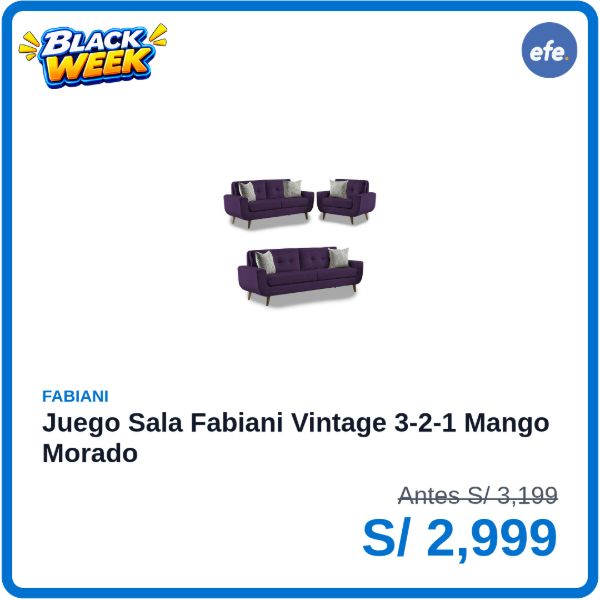 BLACK
WEEK
efe.
FABIANI
Juego Sala Fabiani Vintage 3-2-1 Mango
Morado
Antes S/ 3,199
S/ 2,999